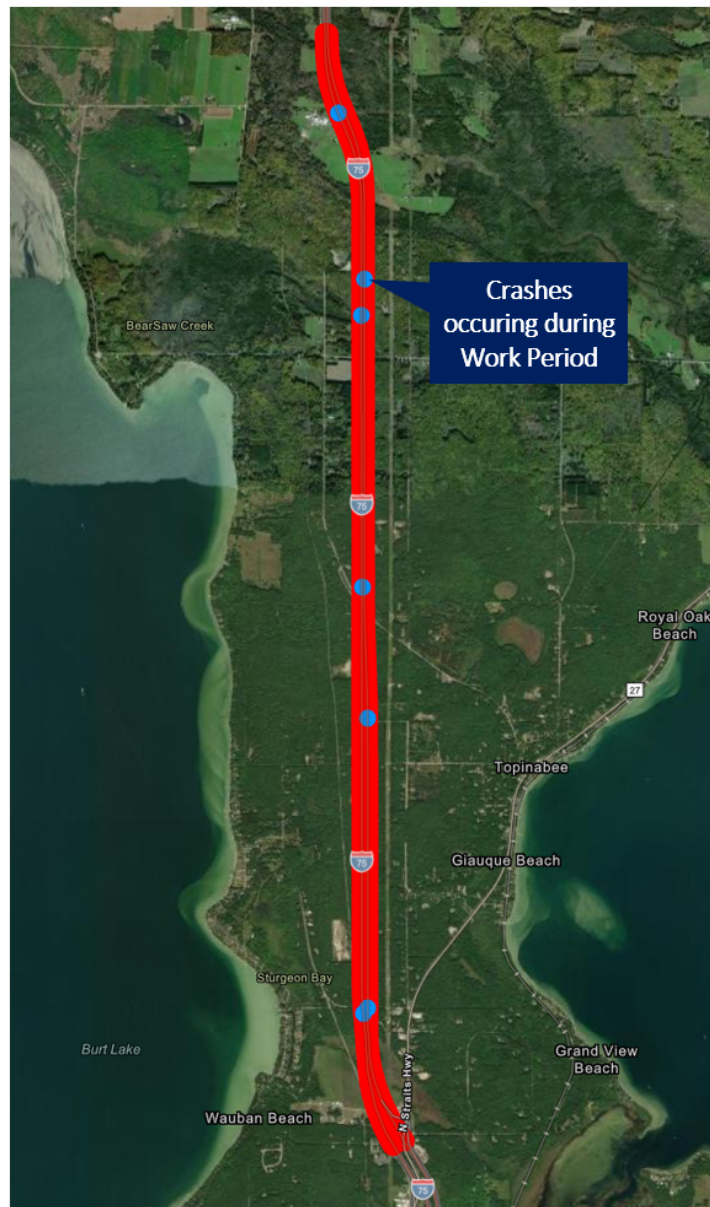 75
Crashes
occuring during
Work Period
BearSaw Creek
75
Royal Oak
Beach
27
Topinabee
75
Giauque Beach
Sturgeon Bay
Burt Lake
Grand View
Beach
N Straits Hwy
Wauban Beach
75